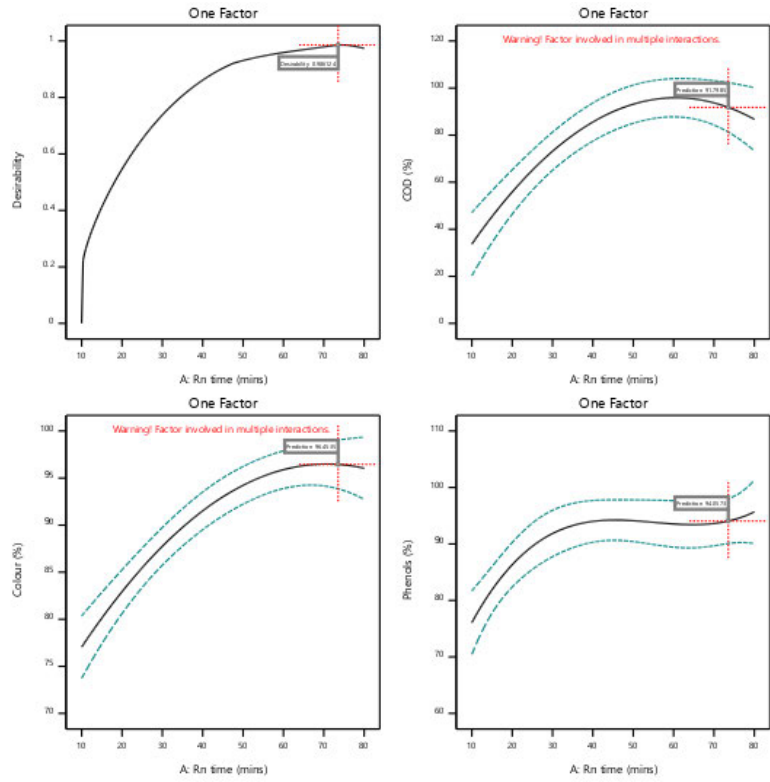 One Factor
1
0.8
0.6
0.4
0.2
0
Desirability
10 20 30 40 50 60 70 80
A: Rn time (mins)
One Factor
Warning! Factor involved in multiple interactions.
120
100
80
60
40
20
0
COD (%)
Prediction 91.7983
10 20 30 40 50 60 70 80
A: Rn time (mins)
One Factor
Warning! Factor involved in multiple interactions.
100
95
90
85
80
75
70
Colour (%)
Prediction
10 20 30 40 50 60 70 80
A: Rn time (mins)
One Factor
110
100
90
80
70
60
Phenols (%)
Prediction
10 20 30 40 50 60 70 80
A: Rn time (mins)